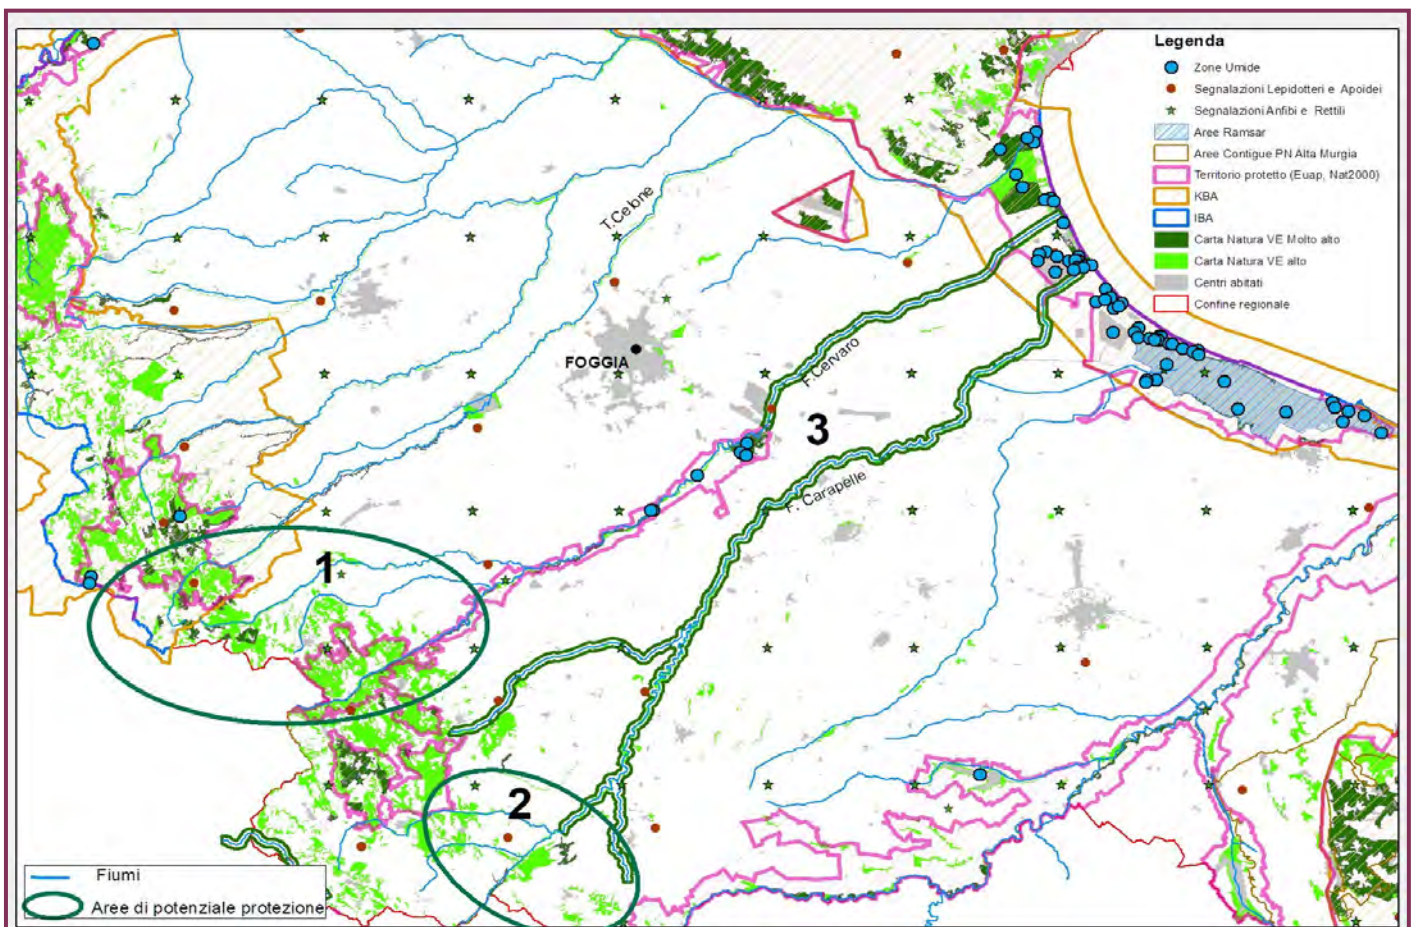 Legenda
Zone Umide
Segnalazioni Lepidotteri e Apoidei
Segnalazioni Anfibi e Rettili
Aree Ramsar
Aree Contigue PN Alta Murgia
Territorio protetto (Euap, Nat2000)
KBA
IBA
Carta Natura VE Molto alto
Carta Natura VE alto
Centri abitati
Confine regionale
T.Celone
FOGGIA
F.Cervaro
3
F. Carapelle
1
2
Fiumi
Aree di potenziale protezione